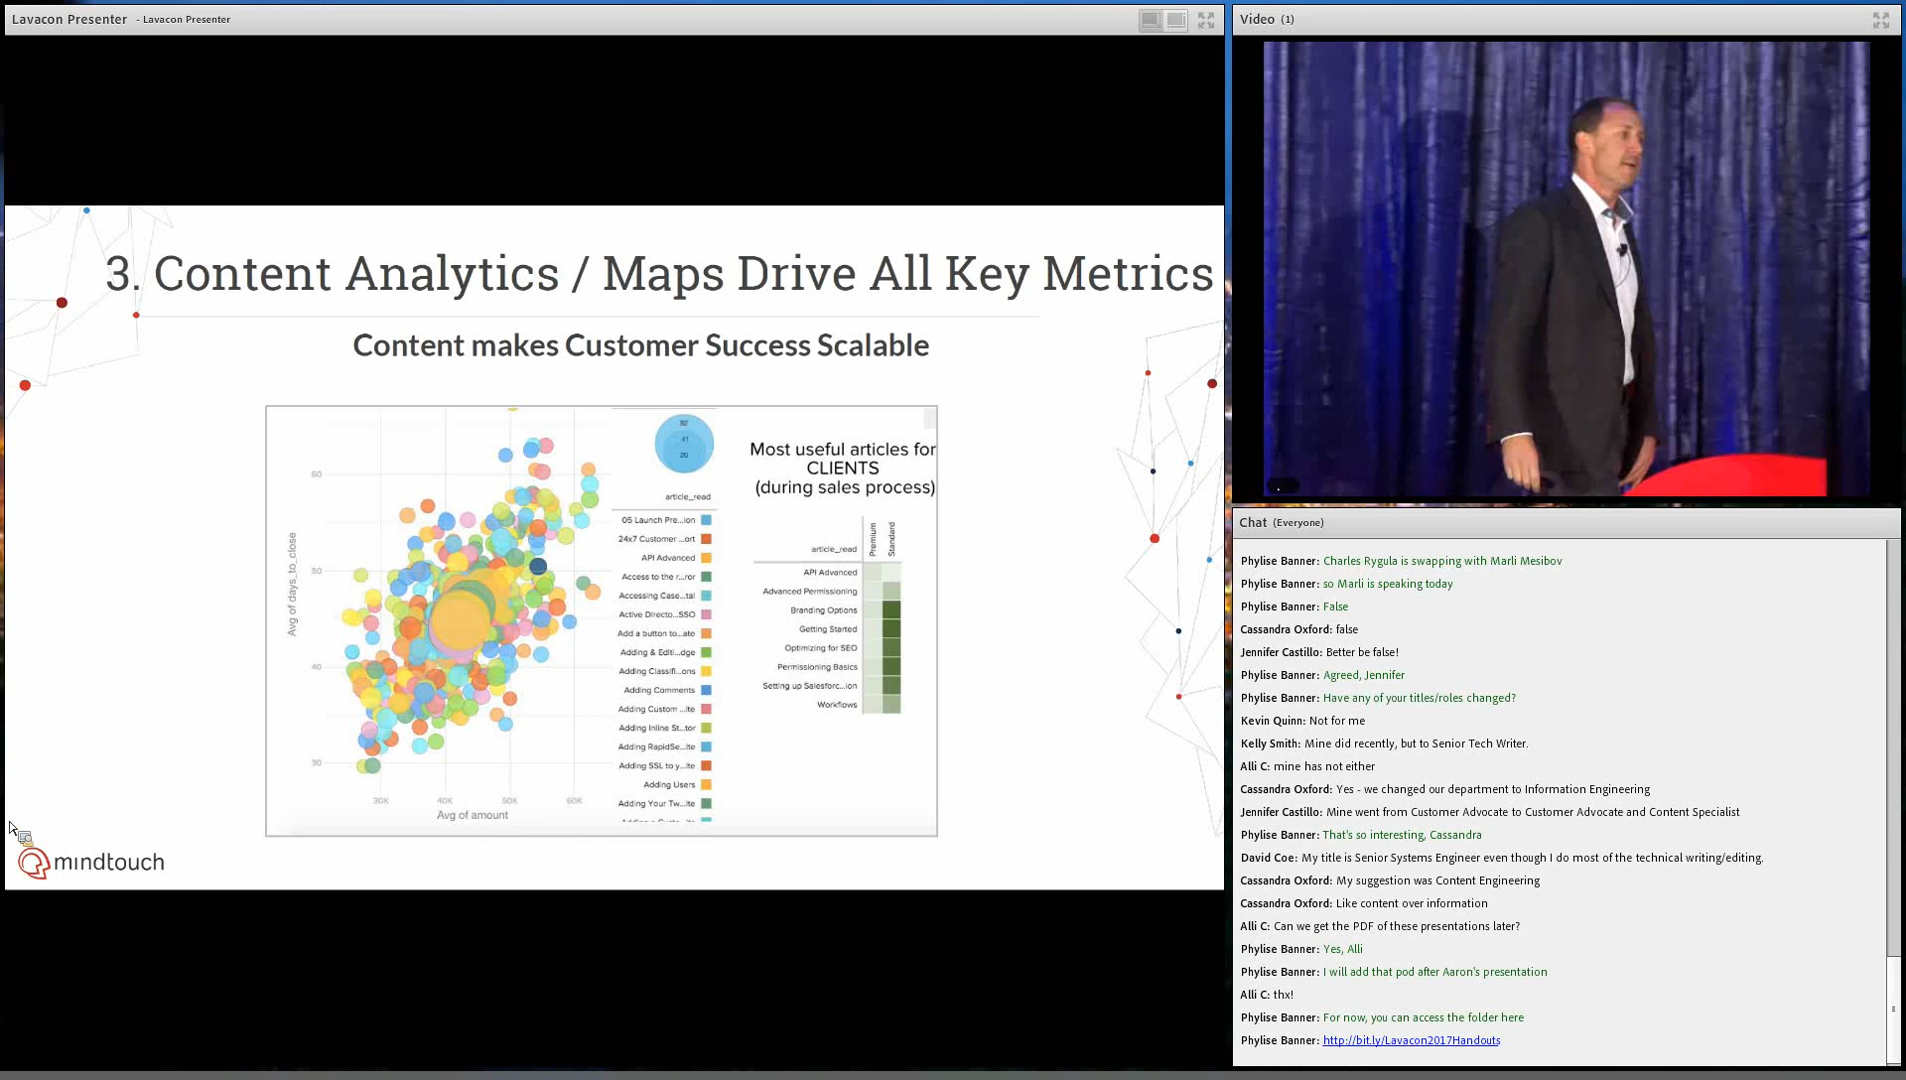 Lavacon Presenter - Lavacon Presenter
3. Content Analytics / Maps Drive All Key Metrics
Content makes Customer Success Scalable
60
50
40
30
Avg of days_to_close
30K 40K 50K 60K
Avg of amount
82
41
20
article_read
05 Launch Pre...ion
24x7 Customer ...ort
API Advanced
Access to the r...ror
Accessing Case...tal
Active Directo...SSO
Add a button to...ate
Adding & Editi...dge
Adding Classifi...ons
Adding Comments
Adding Custom ...ite
Adding Inline St...tor
Adding RapidSe...ite
Adding SSL to y...ite
Adding Users
Adding Your Tw...ite
Most useful articles for
CLIENTS
(during sales process)
article_read Premium Standard
API Advanced
Advanced Permissioning
Branding Options
Getting Started
Optimizing for SEO
Permissioning Basics
Setting up Salesforc...ion
Workflows
mindtouch
Video (1)
Chat (Everyone)
Phylise Banner: Charles Rygula is swapping with Marli Mesibov
Phylise Banner: so Marli is speaking today
Phylise Banner: False
Cassandra Oxford: false
Jennifer Castillo: Better be false!
Phylise Banner: Agreed, Jennifer
Phylise Banner: Have any of your titles/roles changed?
Kevin Quinn: Not for me
Kelly Smith: Mine did recently, but to Senior Tech Writer.
Alli C: mine has not either
Cassandra Oxford: Yes - we changed our department to Information Engineering
Jennifer Castillo: Mine went from Customer Advocate to Customer Advocate and Content Specialist
Phylise Banner: That's so interesting, Cassandra
David Coe: My title is Senior Systems Engineer even though I do most of the technical writing/editing.
Cassandra Oxford: My suggestion was Content Engineering
Cassandra Oxford: Like content over information
Alli C: Can we get the PDF of these presentations later?
Phylise Banner: Yes, Alli
Phylise Banner: I will add that pod after Aaron's presentation
Alli C: thx!
Phylise Banner: For now, you can access the folder here
Phylise Banner: http://bit.ly/Lavacon2017Handouts